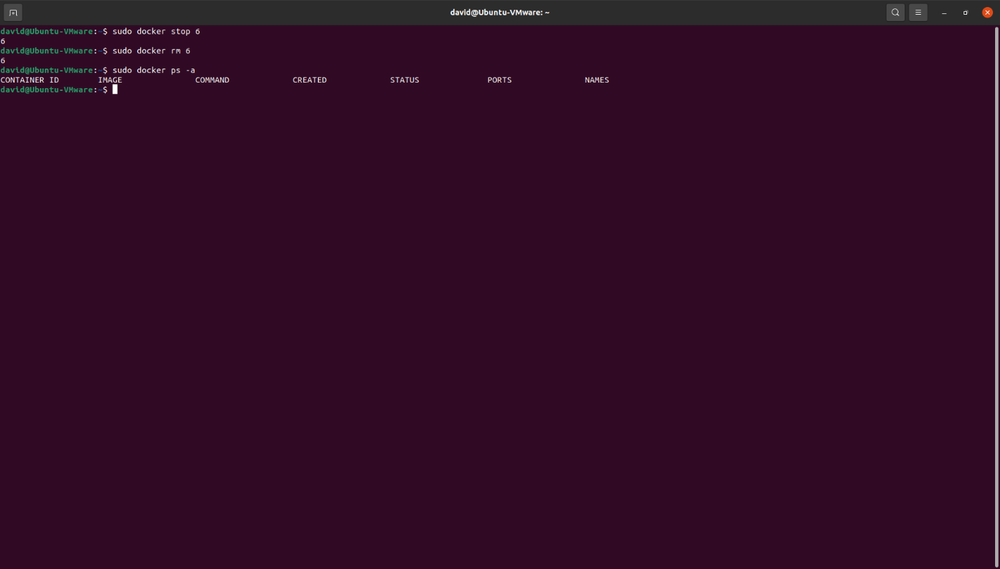 david@Ubuntu-VMware: ~
david@Ubuntu-VMware:~$ sudo docker stop 6
6
david@Ubuntu-VMware:~$ sudo docker rm 6
6
david@Ubuntu-VMware:~$ sudo docker ps -a
CONTAINER ID        IMAGE               COMMAND             CREATED             STATUS              PORTS               NAMES
david@Ubuntu-VMware:~$